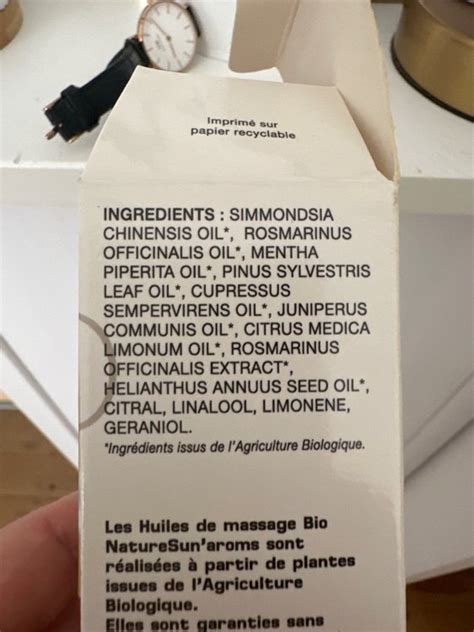 Imprimé sur
papier recyclable
INGREDIENTS : SIMMONDSIA
CHINENSIS OIL*, ROSMARINUS
OFFICINALIS OIL*, MENTHA
PIPERITA OIL*, PINUS SYLVESTRIS
LEAF OIL*, CUPRESSUS
SEMPERVIRENS OIL*, JUNIPERUS
COMMUNIS OIL*, CITRUS MEDICA
LIMONUM OIL*, ROSMARINUS
OFFICINALIS EXTRACT*,
HELIANTHUS ANNUUS SEED OIL*,
CITRAL, LINALOOL, LIMONENE,
GERANIOL.
*Ingrédients issus de l'Agriculture Biologique.
Les Huiles de massage Bio
NatureSun'aroms sont
réalisées à partir de plantes
issues de l'Agriculture
Biologique.
Elles sont garanties sans